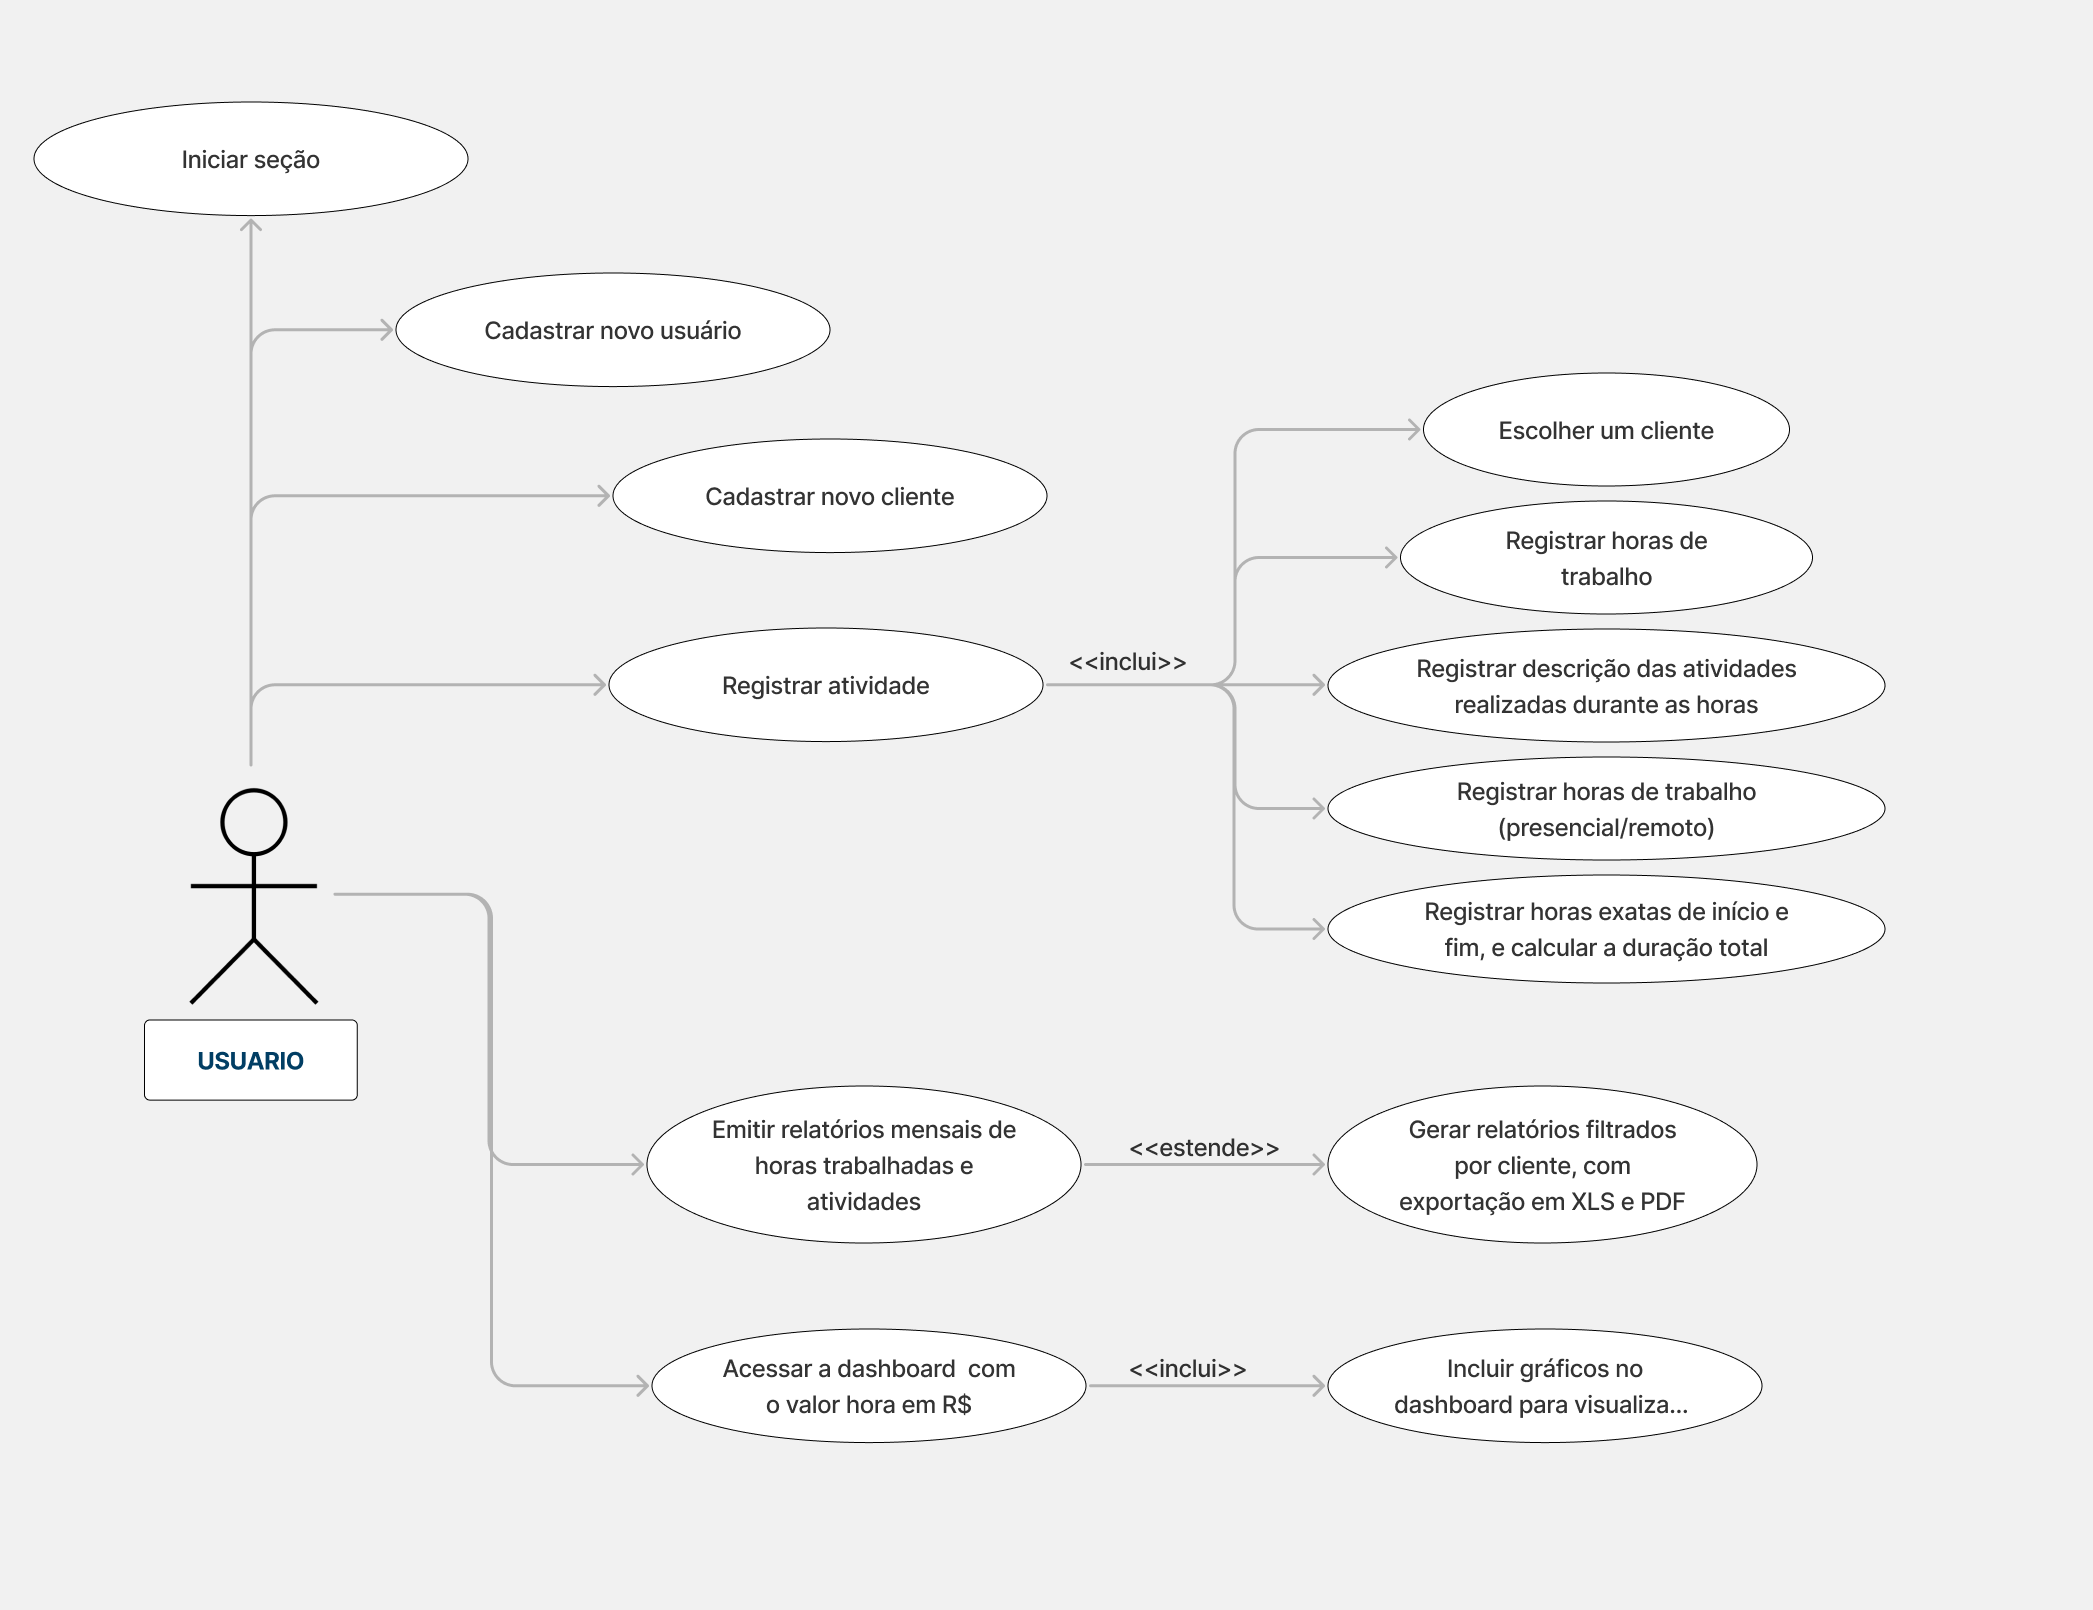 Iniciar seção
Cadastrar novo usuário
Cadastrar novo cliente
Registrar atividade
<<inclui>>
Escolher um cliente
Registrar horas de
trabalho
Registrar descrição das atividades
realizadas durante as horas
Registrar horas de trabalho
(presencial/remoto)
Registrar horas exatas de início e
fim, e calcular a duração total
USUARIO
Emitir relatórios mensais de
horas trabalhadas e
atividades
<<estende>>
Gerar relatórios filtrados
por cliente, com
exportação em XLS e PDF
Acessar a dashboard  com
o valor hora em R$
<<inclui>>
Incluir gráficos no
dashboard para visualiza...